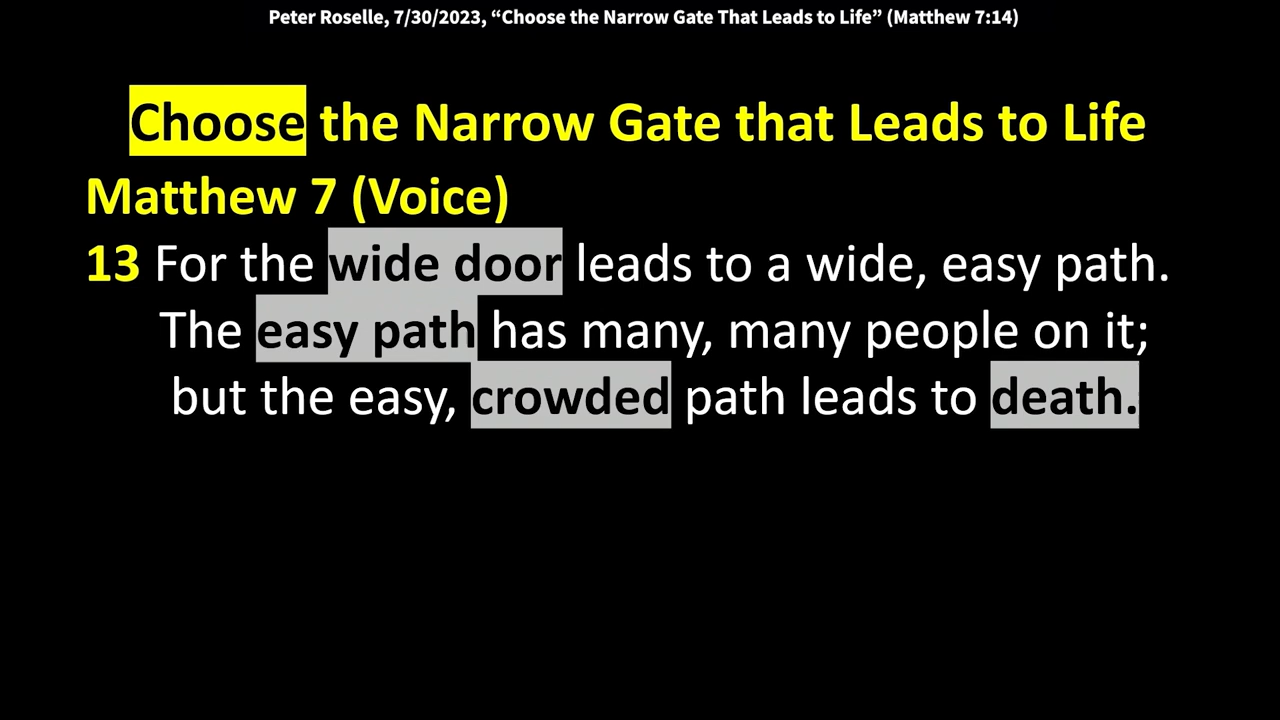 Peter Roselle, 7/30/2023, “Choose the Narrow Gate That Leads to Life” (Matthew 7:14)
Choose the Narrow Gate that Leads to Life
Matthew 7 (Voice)
13 For the wide door leads to a wide, easy path.
The easy path has many, many people on it;
but the easy, crowded path leads to death.